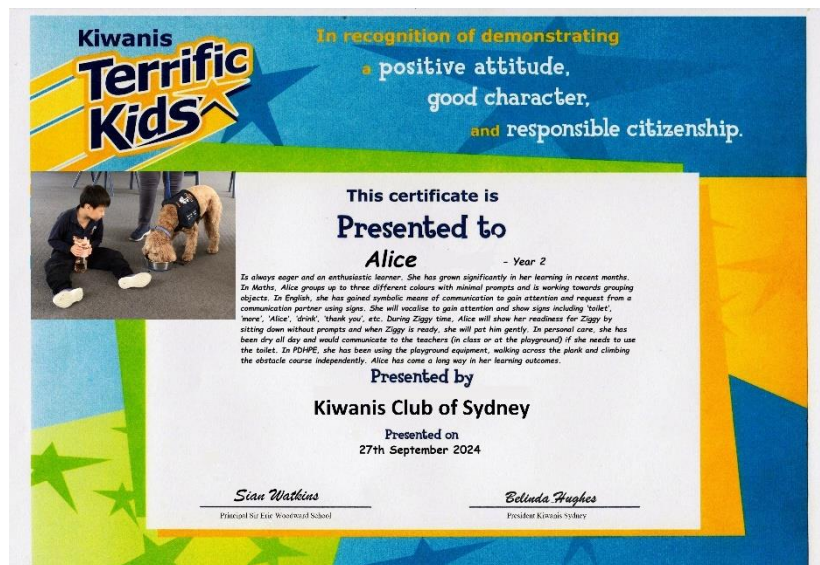 Kiwanis
Terrific
Kids
In recognition of demonstrating
a positive attitude,
good character,
and responsible citizenship.
This certificate is
Presented to
Alice - Year 2
Is always eager and an enthusiastic learner. She has grown significantly in her learning in recent months.
In Maths, Alice groups up to three different colours with minimal prompts and is working towards grouping
objects. In English, she has gained symbolic means of communication to gain attention and request from a
communication partner using signs. She will vocalise to gain attention and show signs including 'toilet',
'more', 'Alice', 'drink', 'thank you', etc. During Ziggy time, Alice will show her readiness for Ziggy by
sitting down without prompts and when Ziggy is ready, she will pat him gently. In personal care, she has
been dry all day and would communicate to the teachers (in class or at the playground) if she needs to use
the toilet. In PDHPE, she has been using the playground equipment, walking across the plank and climbing
the obstacle course independently. Alice has come a long way in her learning outcomes.
Presented by
Kiwanis Club of Sydney
Presented on
27th September 2024
Sian Watkins Belinda Hughes
Principal Sir Eric Woodward School President Kiwanis Sydney